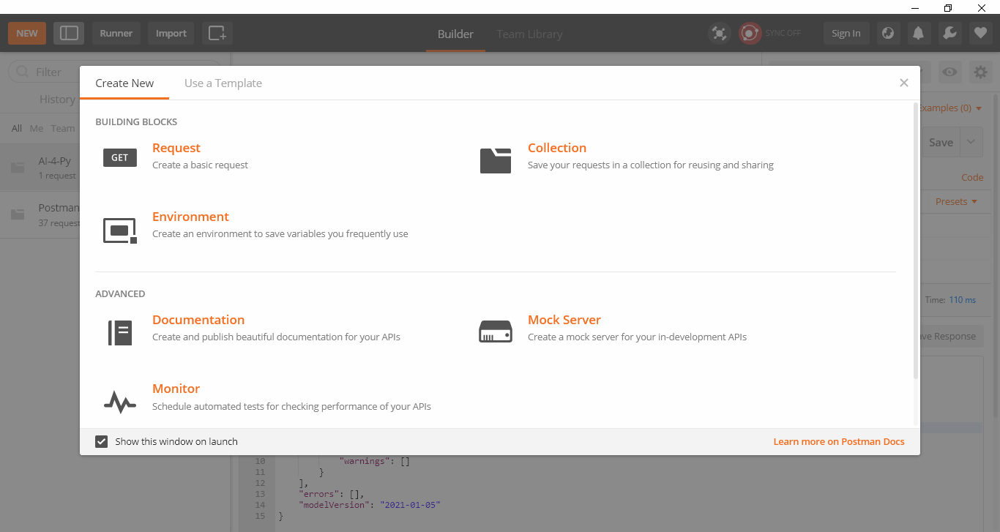 NEW Runner Import Builder Team Library SYNC OFF Sign In
Filter
History
All Me Team
AI-4-Py
1 request
Postman
37 request
Create New Use a Template
BUILDING BLOCKS
GET
Request
Create a basic request
Collection
Save your requests in a collection for reusing and sharing
Environment
Create an environment to save variables you frequently use
ADVANCED
Documentation
Create and publish beautiful documentation for your APIs
Mock Server
Create a mock server for your in-development APIs
Monitor
Schedule automated tests for checking performance of your APIs
Show this window on launch
Learn more on Postman Docs
Examples (0)
Save
Code
Presets
Time: 110 ms
ve Response
10 "warnings": []
11 }
12 ],
13 "errors": [],
14 "modelVersion": "2021-01-05"
15 }